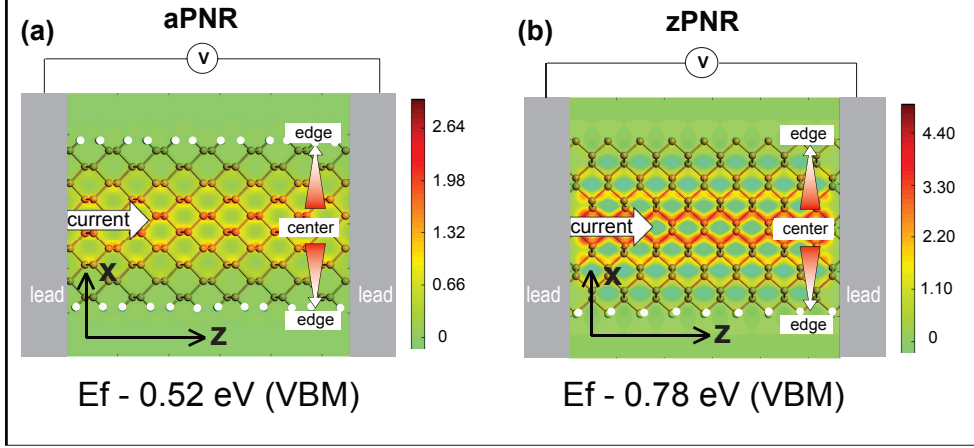 aPNR
(a)
V
2.64
1.98
1.32
0.66
0
edge
current
center
edge
lead
lead
X
Z
Ef - 0.52 eV (VBM)
zPNR
(b)
V
4.40
3.30
2.20
1.10
0
edge
current
center
edge
lead
lead
X
Z
Ef - 0.78 eV (VBM)